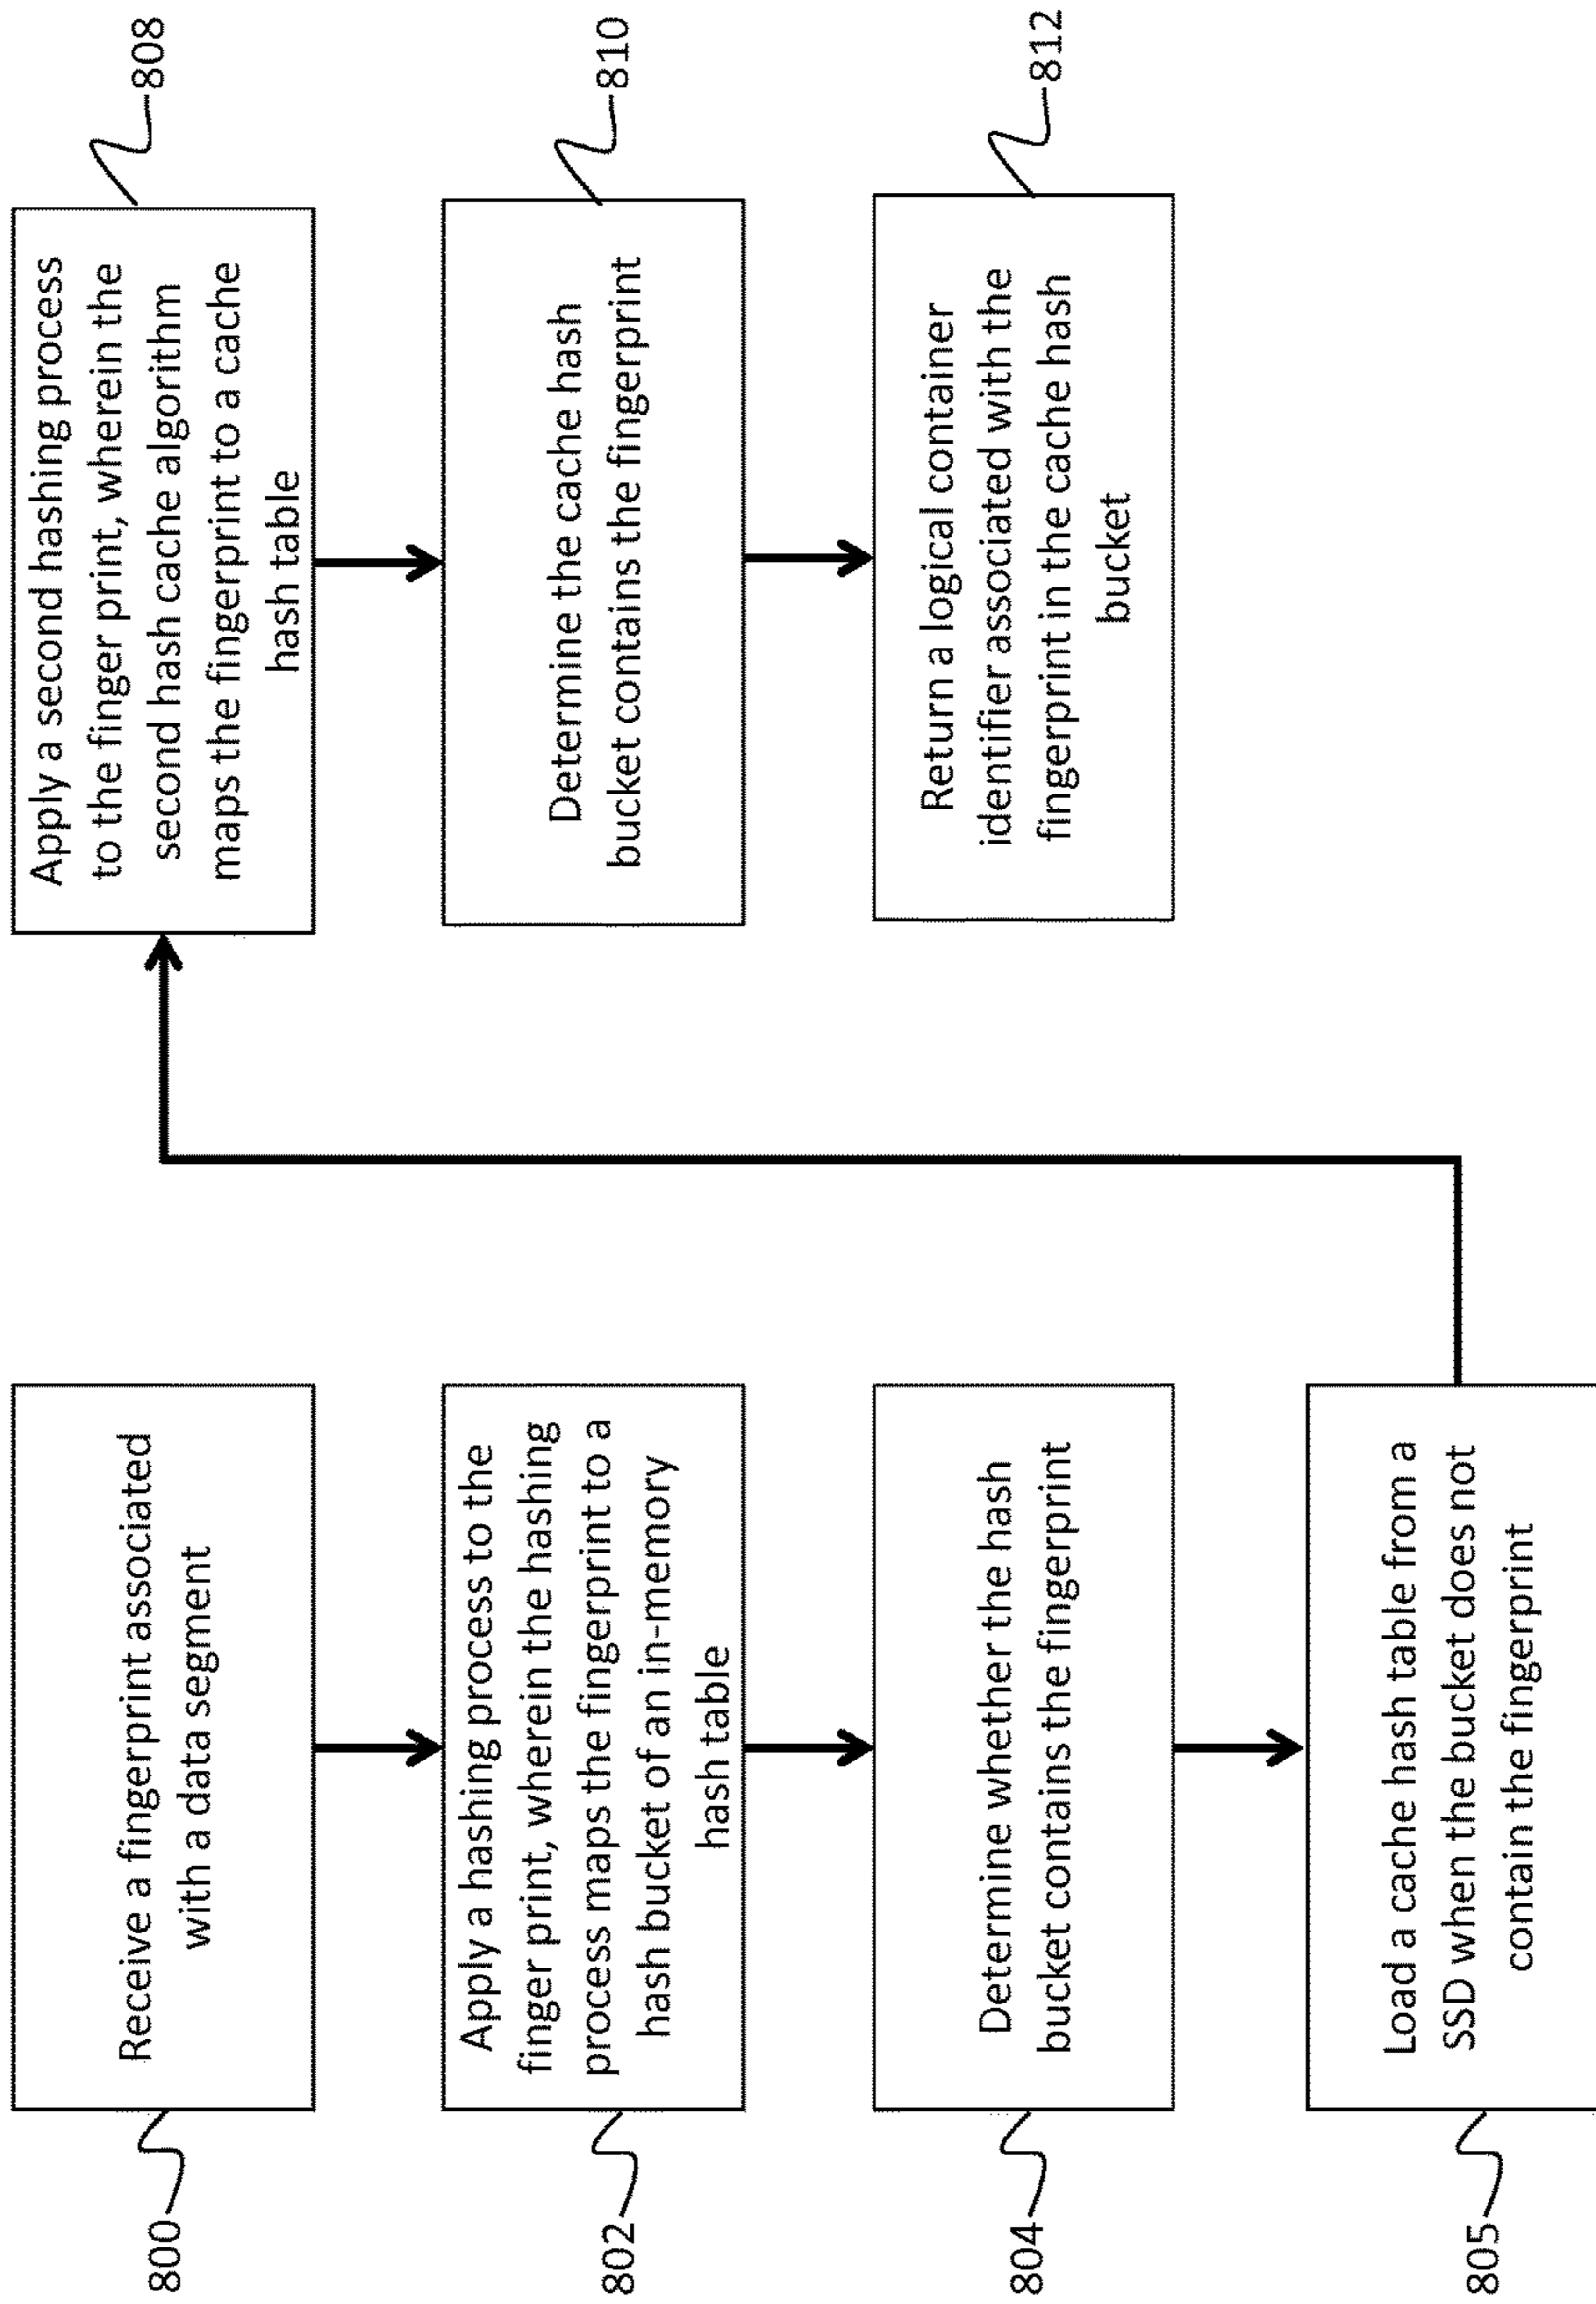 800
Receive a fingerprint associated
with a data segment
802
Apply a hashing process to the
finger print, wherein the hashing
process maps the fingerprint to a
hash bucket of an in-memory
hash table
804
Determine whether the hash
bucket contains the fingerprint
805
Load a cache hash table from a
SSD when the bucket does not
contain the fingerprint
808
Apply a second hashing process
to the finger print, wherein the
second hash cache algorithm
maps the fingerprint to a cache
hash table
810
Determine the cache hash
bucket contains the fingerprint
812
Return a logical container
identifier associated with the
fingerprint in the cache hash
bucket